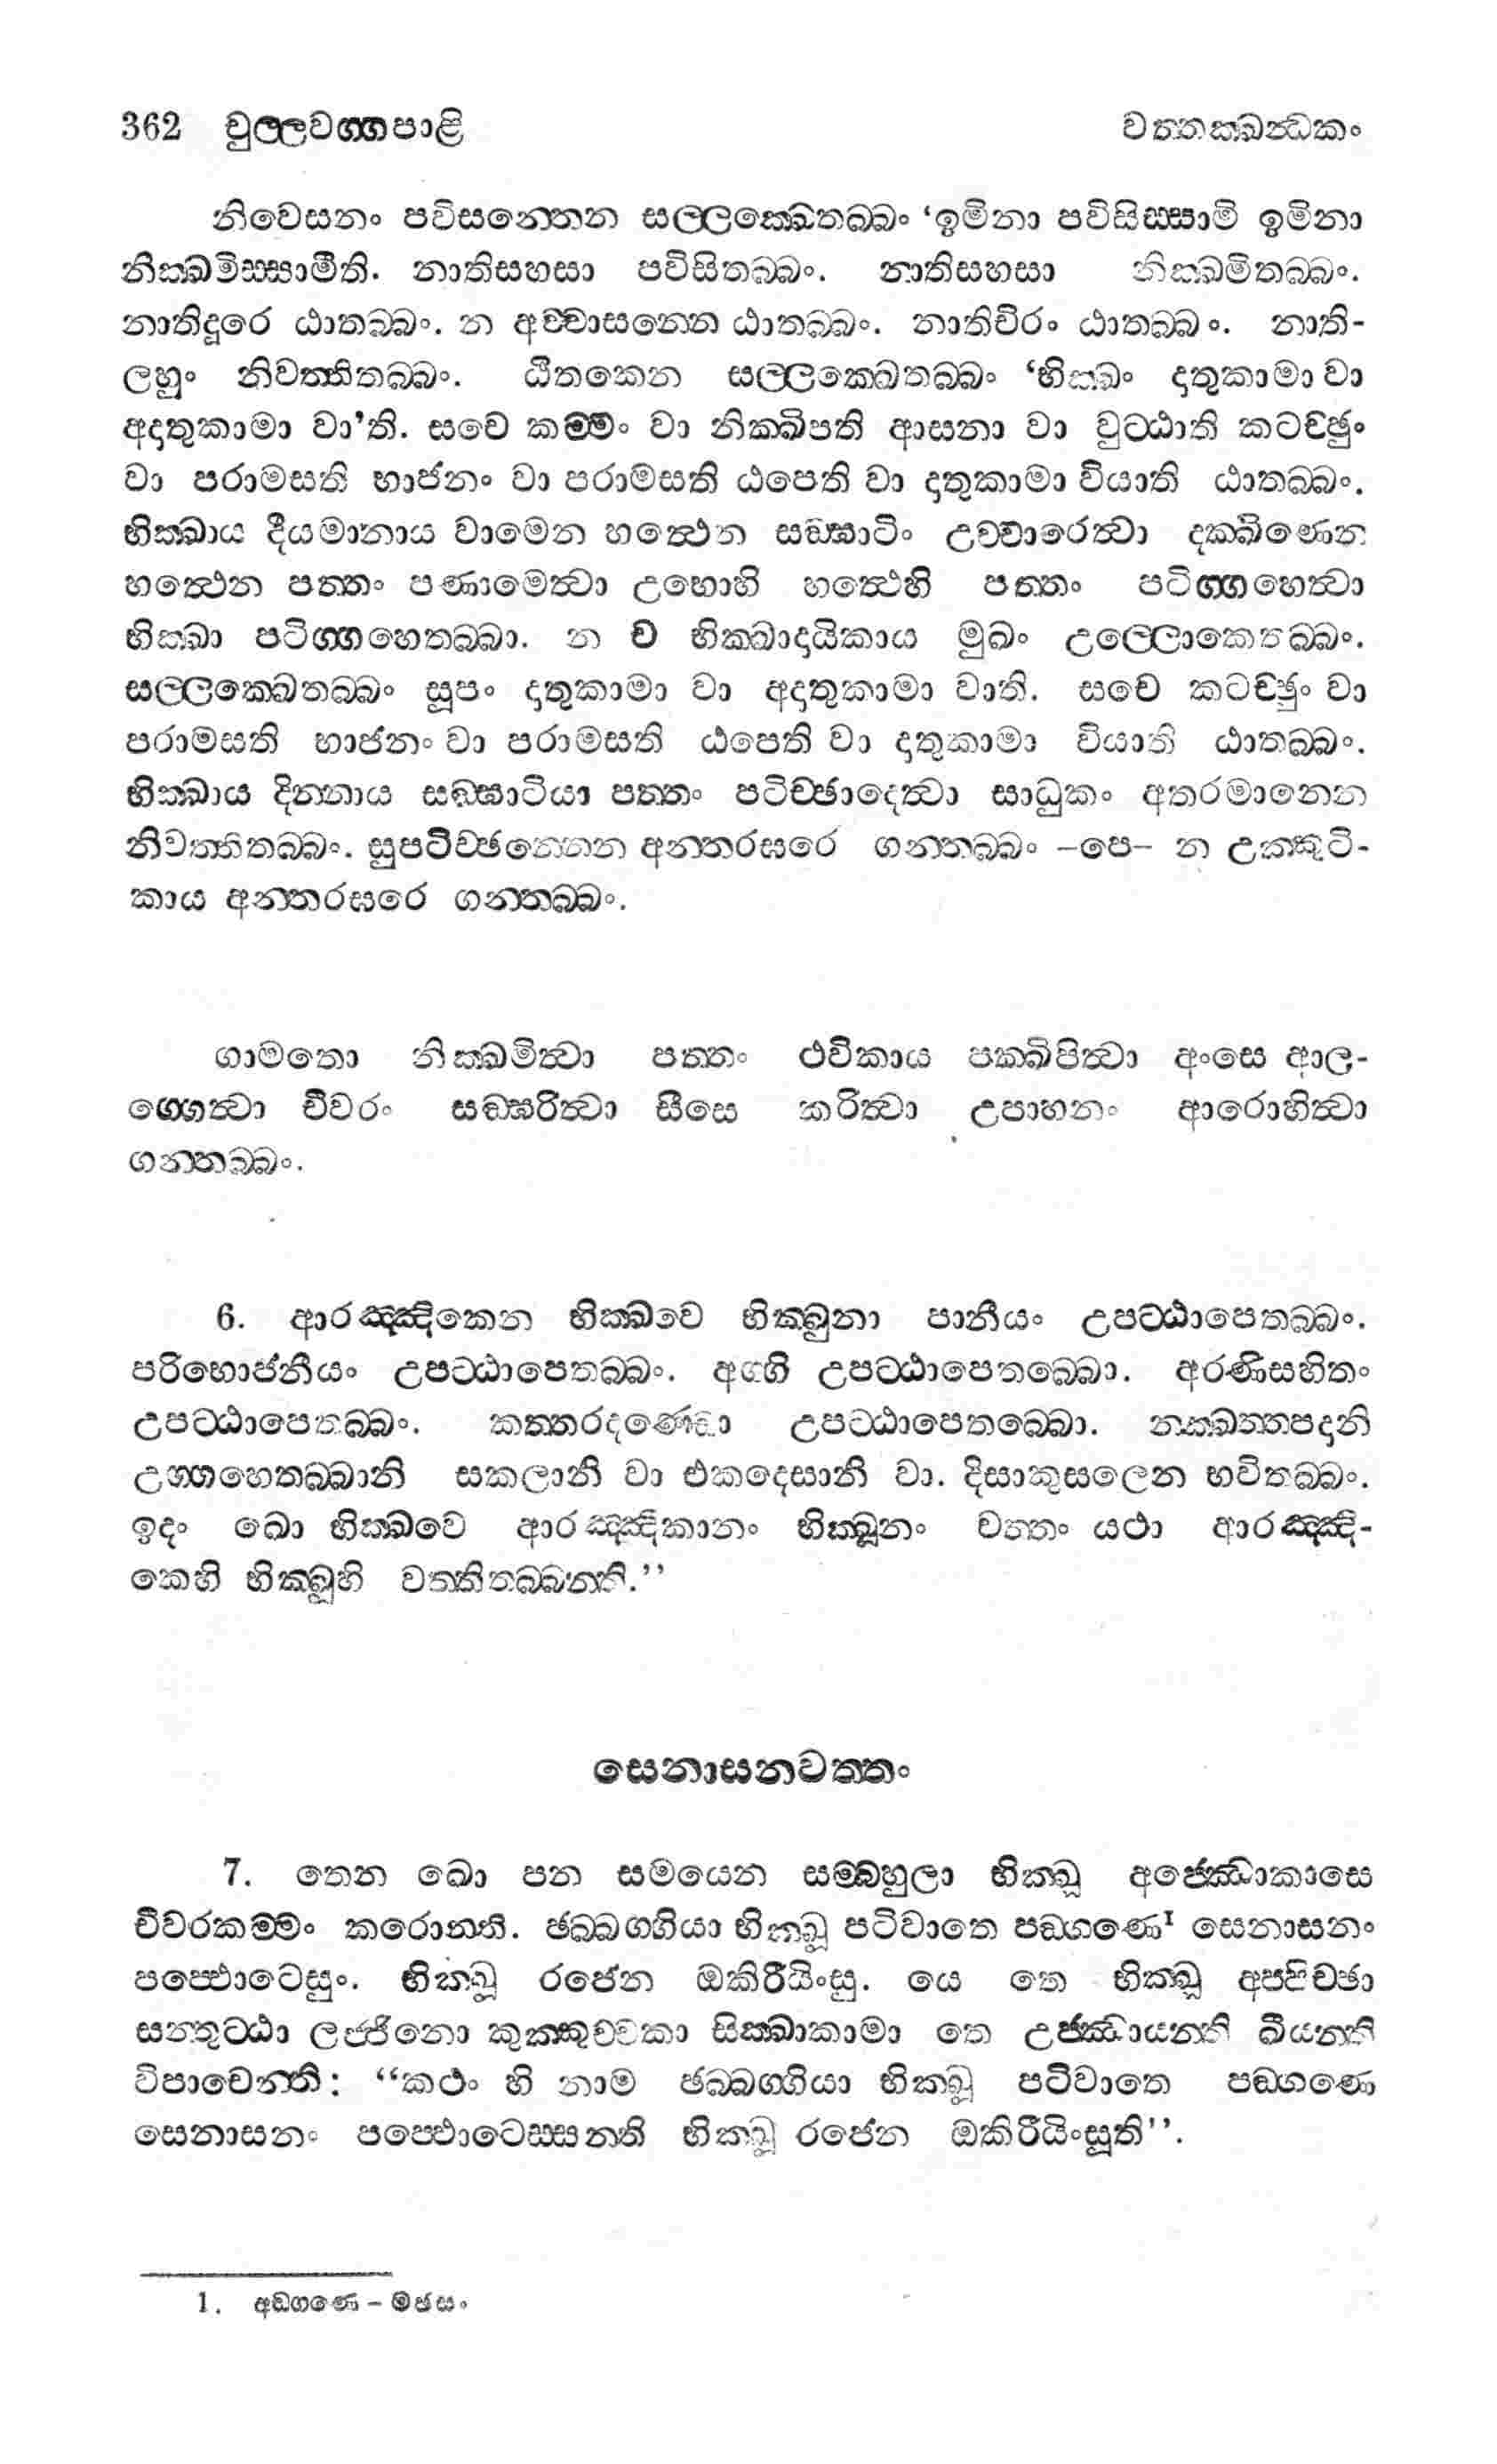 362 චුල්ලවග්ගපාළි වත්තක්ඛන්ධකං
නිවෙසනං පවිසන්තෙන සල්ලක්ඛෙතබ්බං ‘ඉමිනා පවිසිස්සාමි ඉමිනා
නික්ඛමිස්සාමීති. නාතිසහසා පවිසිතබ්බං. නාතිසහසා නික්ඛමිතබ්බං.
නාතිදූරෙ ඨාතබ්බං. න අච්චාසන්නෙ ඨාතබ්බං. නාතිචිරං ඨාතබ්බං. නාති-
ලහුං නිවත්තිතබ්බං. ඨිතකෙන සල්ලක්ඛෙතබ්බං ‘භික්ඛං දාතුකාමා වා
අදාතුකාමා වා’ති. සචෙ කම්මං වා නික්ඛිපති ආසනා වා වුට්ඨාති කටච්ඡුං
වා පරාමසති භාජනං වා පරාමසති ඨපෙති වා දාතුකාමා වියාති ඨාතබ්බං.
භික්ඛාය දීයමානාය වාමෙන හත්ථෙන සඞ්ඝාටිං උච්චාරෙත්වා දක්ඛිණෙන
හත්ථෙන පත්තං පණාමෙත්වා උභොහි හත්ථෙහි පත්තං පටිග්ගහෙත්වා
භික්ඛා පටිග්ගහෙතබ්බා. න ච භික්ඛාදායිකාය මුඛං උල්ලොකෙතබ්බං.
සල්ලක්ඛෙතබ්බං සූපං දාතුකාමා වා අදාතුකාමා වාති. සචෙ කටච්ඡුං වා
පරාමසති භාජනං වා පරාමසති ඨපෙති වා දාතුකාමා වියාති ඨාතබ්බං.
භික්ඛාය දින්නාය සඞ්ඝාටියා පත්තං පටිච්ඡාදෙත්වා සාධුකං අතරමානෙන
නිවත්තිතබ්බං. සුපටිච්ඡන්නෙන අන්තරඝරෙ ගන්තබ්බං –පෙ– න උක්කුටි-
කාය අන්තරඝරෙ ගන්තබ්බං.
ගාමතො නික්ඛමිත්වා පත්තං ථවිකාය පක්ඛිපිත්වා අංසෙ ආල-
ග්ගෙත්වා චීවරං සඞ්ඝරිත්වා සීසෙ කරිත්වා උපාහනං ආරොහිත්වා
ගන්තබ්බං.
6. ආරඤ්ඤිකෙන භික්ඛවෙ භික්ඛුනා පානීයං උපට්ඨාපෙතබ්බං.
පරිභොජනීයං උපට්ඨාපෙතබ්බං. අග්ගි උපට්ඨාපෙතබ්බො. අරණිසහිතං
උපට්ඨාපෙතබ්බං. කත්තරදණ්ඩො උපට්ඨාපෙතබ්බො. නක්ඛත්තපදානි
උග්ගහෙතබ්බානි සකලානි වා එකදෙසානි වා. දිසාකුසලෙන භවිතබ්බං.
ඉදං ඛො භික්ඛවෙ ආරඤ්ඤිකානං භික්ඛූනං වත්තං යථා ආරඤ්ඤි-
කෙහි භික්ඛූහි වත්තිතබ්බන්ති.’’
සෙනාසනවත්තං
7. තෙන ඛො පන සමයෙන සම්බහුලා භික්ඛූ අජ්ඣොකාසෙ
චීවරකම්මං කරොන්ති. ඡබ්බග්ගියා භික්ඛූ පටිවාතෙ පඞ්ගණෙ¹ සෙනාසනං
පප්ඵොටෙසුං. භික්ඛූ රජෙන ඔකිරීයිංසු. යෙ තෙ භික්ඛූ අප්පිච්ඡා
සන්තුට්ඨා ලජ්ජිනො කුක්කුච්චකා සික්ඛාකාමා තෙ උජ්ඣායන්ති ඛීයන්ති
විපාචෙන්ති: “කථං හි නාම ඡබ්බග්ගියා භික්ඛූ පටිවාතෙ පඞ්ගණෙ
සෙනාසනං පප්ඵොටෙස්සන්ති භික්ඛූ රජෙන ඔකිරීයිංසූති’’.
1. අඞ්ගණෙ – මඡසං